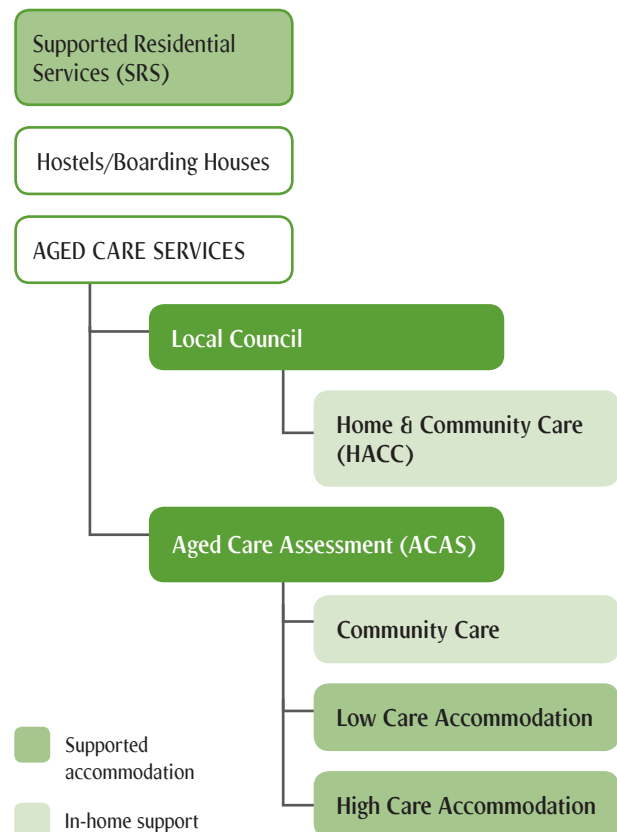 Supported Residential
Services (SRS)
Hostels/Boarding Houses
AGED CARE SERVICES
Local Council
Home & Community Care
(HACC)
Aged Care Assessment (ACAS)
Community Care
Low Care Accommodation
High Care Accommodation
Supported
accommodation
In-home support